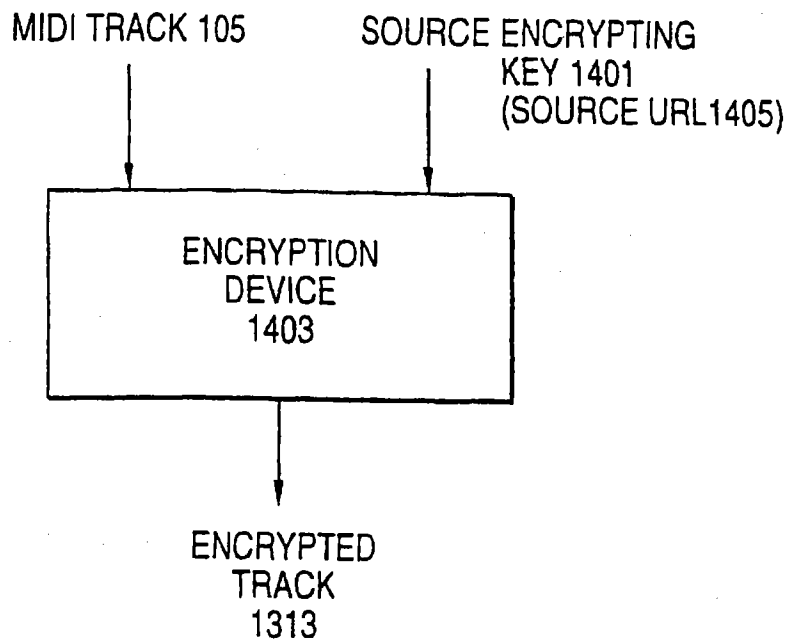 MIDI TRACK 105
SOURCE ENCRYPTING
KEY 1401
(SOURCE URL1405)
ENCRYPTION
DEVICE
1403
ENCRYPTED
TRACK
1313